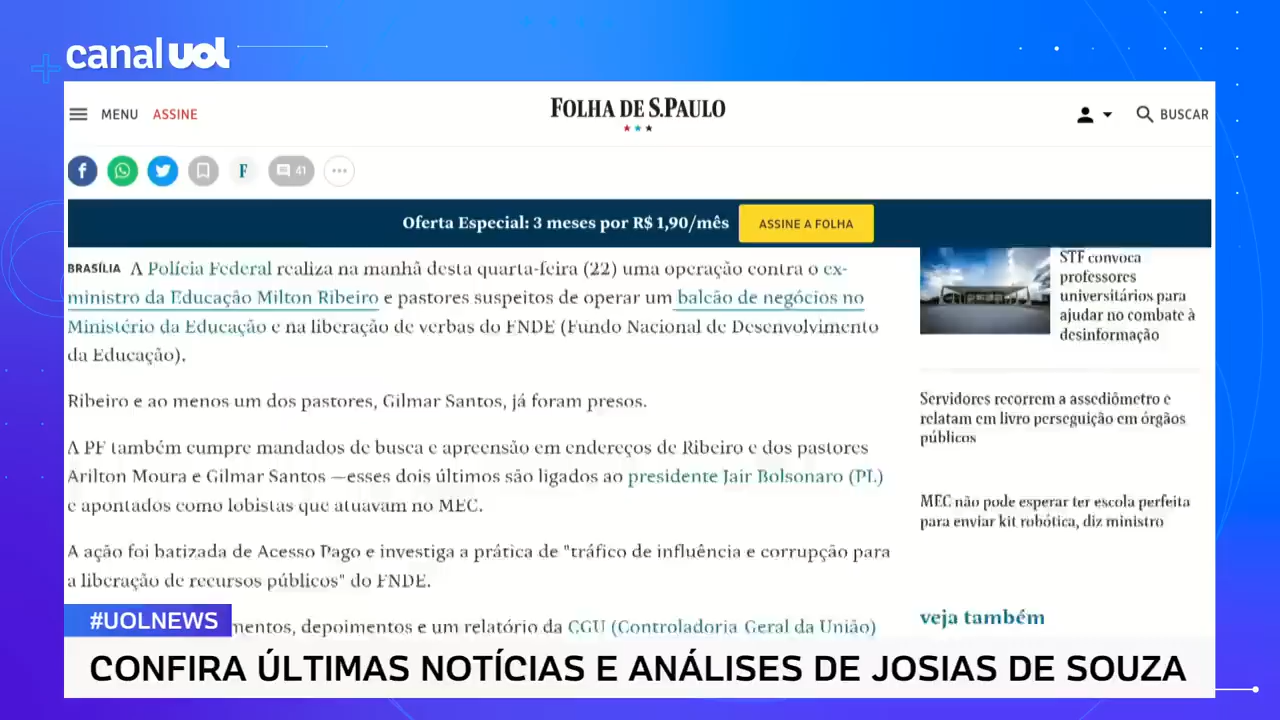 canal uol
MENU ASSINE
FOLHA DE S.PAULO
BUSCAR
f
F
41
Oferta Especial: 3 meses por R$ 1,90/mês
ASSINE A FOLHA
BRASÍLIA A Polícia Federal realiza na manhã desta quarta-feira (22) uma operação contra o ex-
ministro da Educação Milton Ribeiro e pastores suspeitos de operar um balcão de negócios no
Ministério da Educação e na liberação de verbas do FNDE (Fundo Nacional de Desenvolvimento
da Educação).
Ribeiro e ao menos um dos pastores, Gilmar Santos, já foram presos.
A PF também cumpre mandados de busca e apreensão em endereços de Ribeiro e dos pastores
Arilton Moura e Gilmar Santos —esses dois últimos são ligados ao presidente Jair Bolsonaro (PL)
e apontados como lobistas que atuavam no MEC.
A ação foi batizada de Acesso Pago e investiga a prática de "tráfico de influência e corrupção para
a liberação de recursos públicos" do FNDE.
mentos, depoimentos e um relatório da CGU (Controladoria Geral da União)
STF convoca
professores
universitários para
ajudar no combate à
desinformação
Servidores recorrem a assediômetro e
relatam em livro perseguição em órgãos
públicos
MEC não pode esperar ter escola perfeita
para enviar kit robótica, diz ministro
veja também
#UOLNEWS
CONFIRA ÚLTIMAS NOTÍCIAS E ANÁLISES DE JOSIAS DE SOUZA